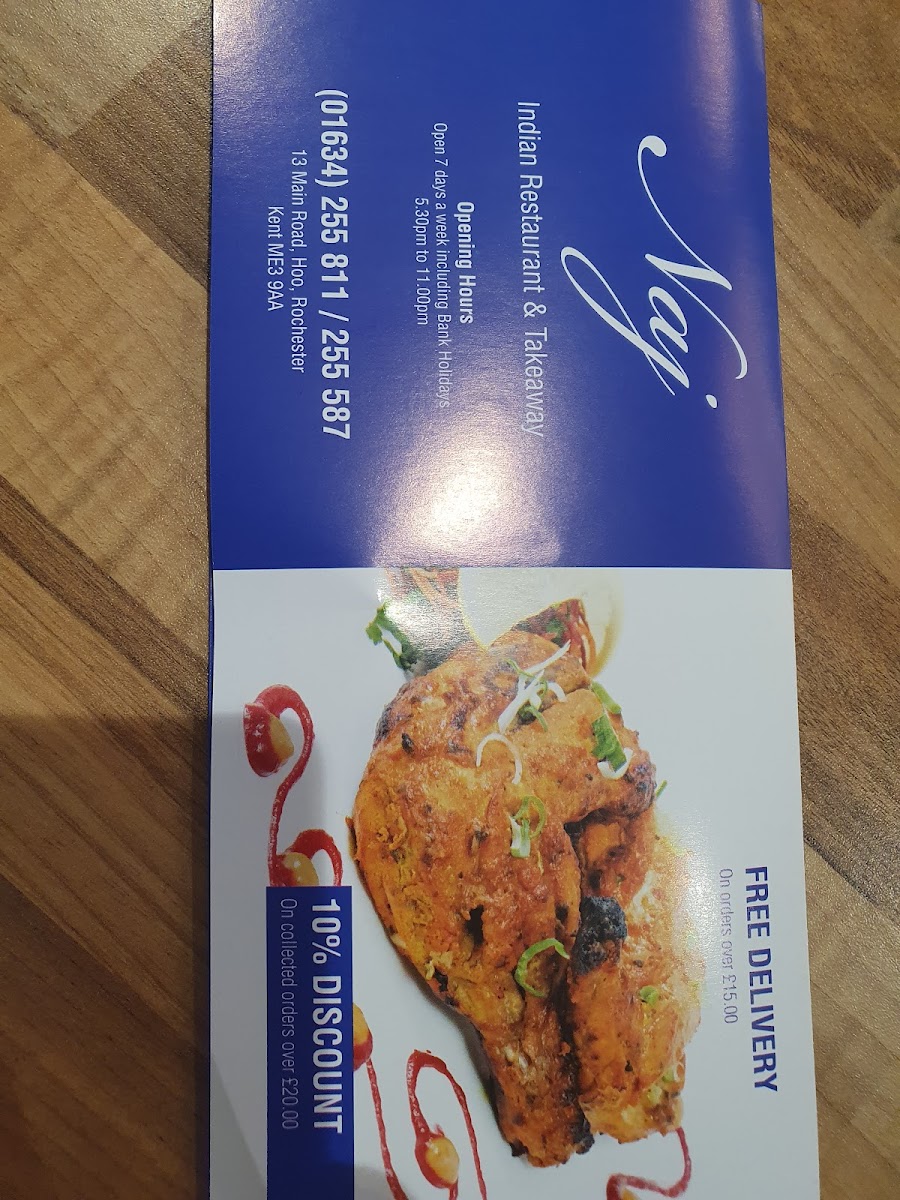 Naj
Indian Restaurant & Takeaway
Opening Hours
Open 7 days a week including Bank Holidays
5.30pm to 11.00pm
(01634) 255 811 / 255 587
13 Main Road, Hoo, Rochester
Kent ME3 9AA
FREE DELIVERY
On orders over £15.00
10% DISCOUNT
On collected orders over £20.00